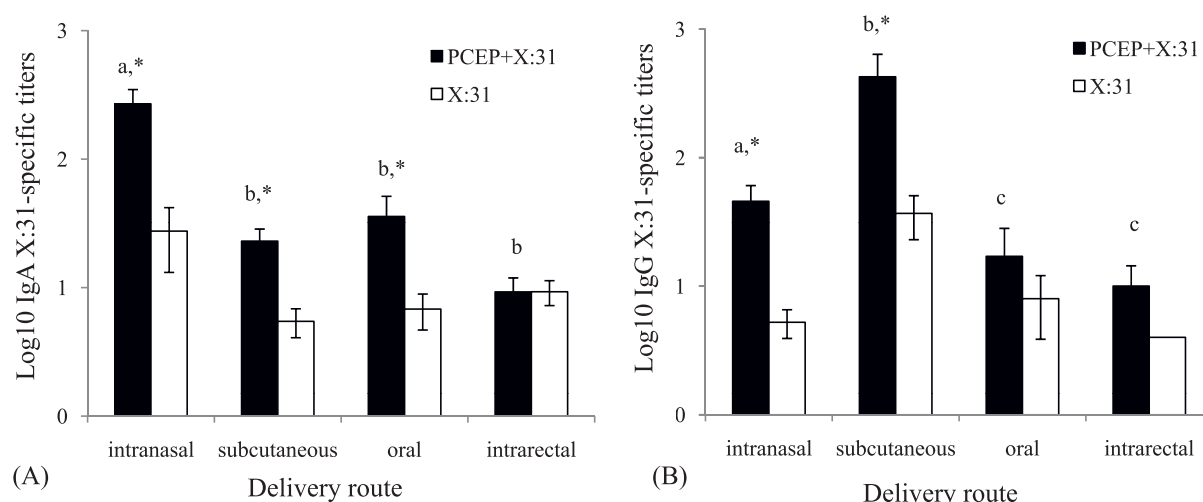 3
PCEP+X:31
a,*
X:31
2
b,*
b,*
b
1
0
Log10 IgA X:31-specific titers
intranasal
subcutaneous
oral
intrarectal
(A)
Delivery route
3
b,*
PCEP+X:31
X:31
2
a,*
c
c
1
0
Log10 IgG X:31-specific titers
intranasal
subcutaneous
oral
intrarectal
(B)
Delivery route